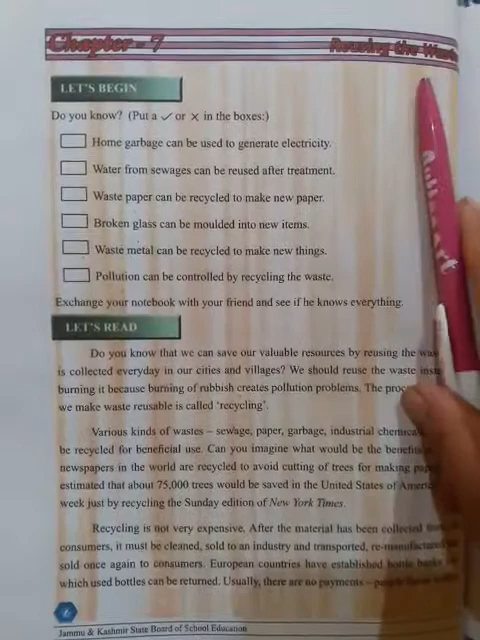 Chapter - 7
Reusing the Waste
LET'S BEGIN
Do you know? (Put a ✓ or × in the boxes:)
Home garbage can be used to generate electricity.
Water from sewages can be reused after treatment.
Waste paper can be recycled to make new paper.
Broken glass can be moulded into new items.
Waste metal can be recycled to make new things.
Pollution can be controlled by recycling the waste.
Exchange your notebook with your friend and see if he knows everything.
LET'S READ
Do you know that we can save our valuable resources by reusing the
is collected everyday in our cities and villages? We should reuse the waste
burning it because burning of rubbish creates pollution problems. The
we make waste reusable is called 'recycling'.
Various kinds of wastes – sewage, paper, garbage, industrial
be recycled for beneficial use. Can you imagine what would be the
newspapers in the world are recycled to avoid cutting of trees for making
estimated that about 75,000 trees would be saved in the United States of
week just by recycling the Sunday edition of New York Times.
Recycling is not very expensive. After the material has been collected
consumers, it must be cleaned, sold to an industry and transported,
sold once again to consumers. European countries have established bottle
which used bottles can be returned. Usually, there are no payments –
Jammu & Kashmir State Board of School Education